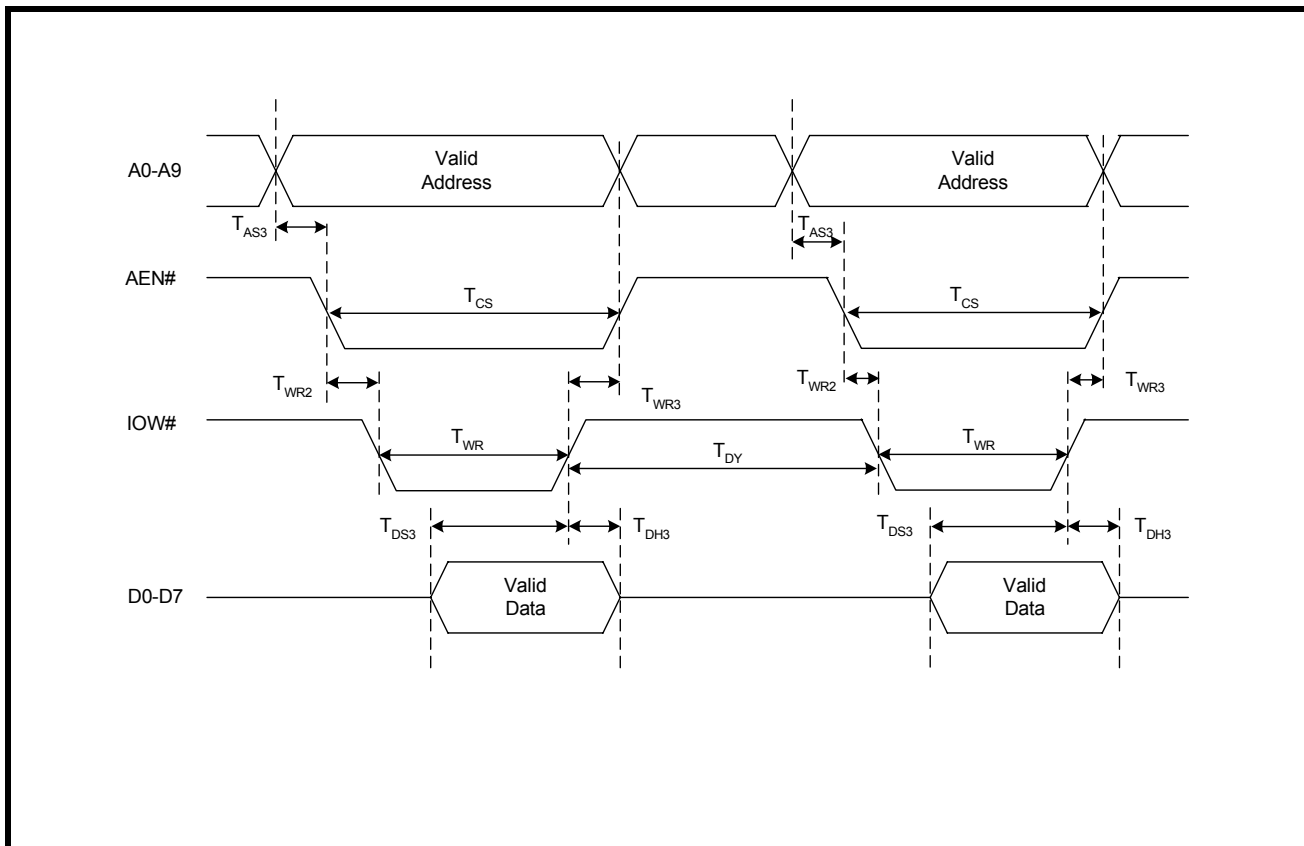 A0-A9
Valid
Address
Valid
Address
TAS3
TAS3
AEN#
TCS
TCS
TWR2
TWR3
TWR2
TWR3
IOW#
TWR
TDY
TWR
TDS3
TDH3
TDS3
TDH3
D0-D7
Valid
Data
Valid
Data